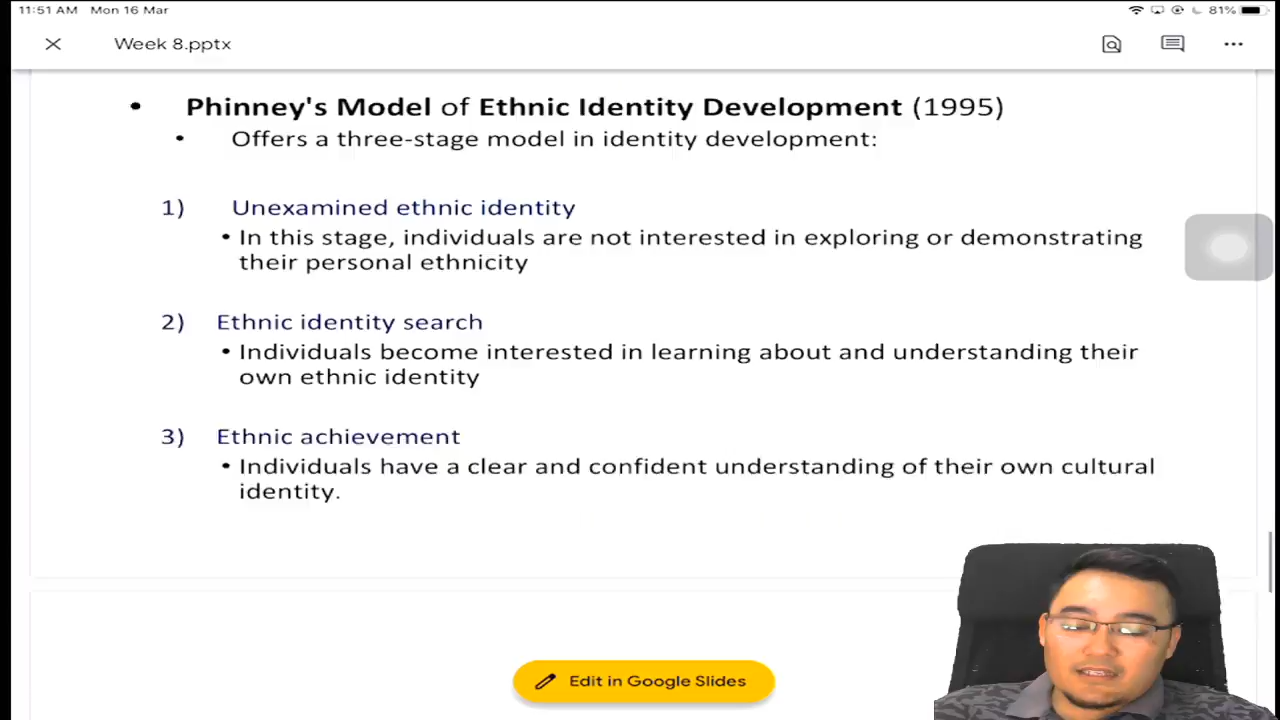 11:51 AM Mon 16 Mar 81%
Week 8.pptx
• Phinney's Model of Ethnic Identity Development (1995)
• Offers a three-stage model in identity development:
1) Unexamined ethnic identity
• In this stage, individuals are not interested in exploring or demonstrating
their personal ethnicity
2) Ethnic identity search
• Individuals become interested in learning about and understanding their
own ethnic identity
3) Ethnic achievement
• Individuals have a clear and confident understanding of their own cultural
identity.
Edit in Google Slides